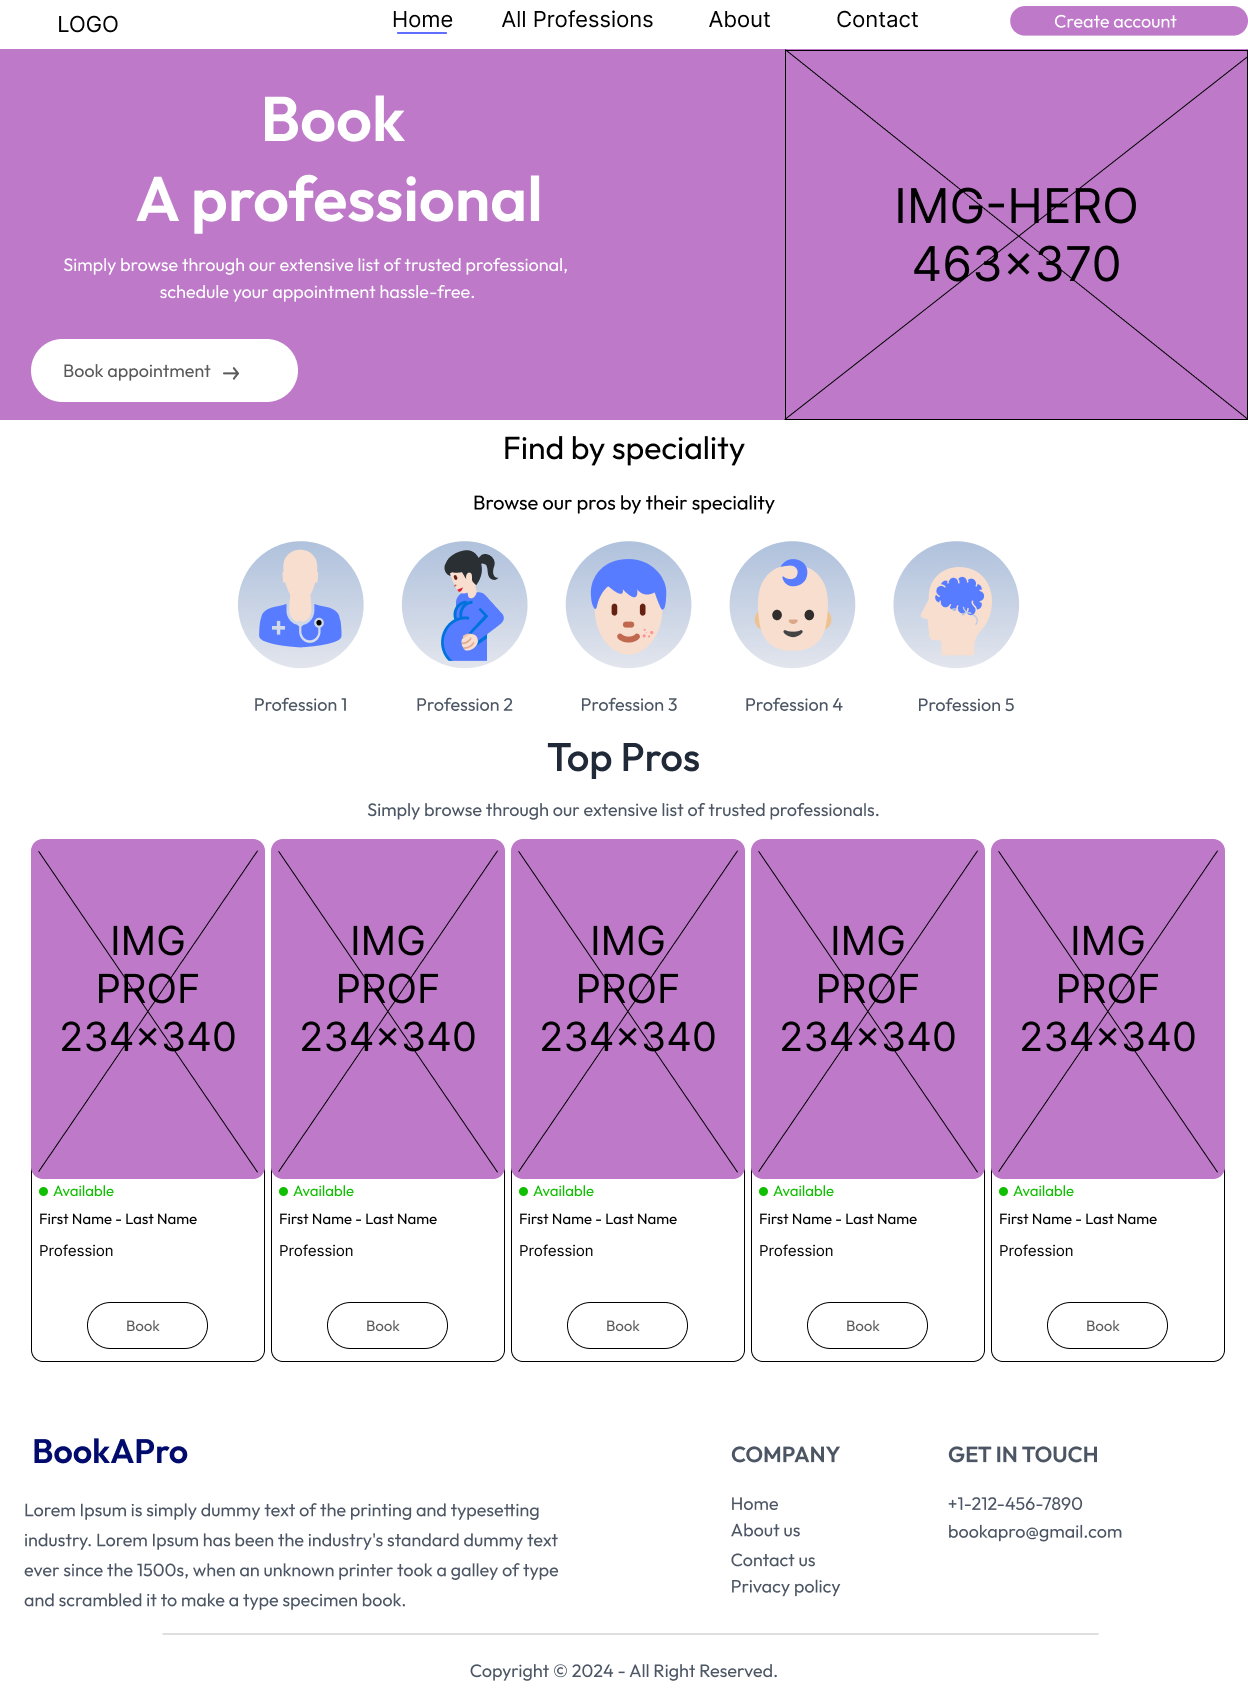 LOGO
Home
All Professions
About
Contact
Create account
Book
A professional
Simply browse through our extensive list of trusted professional,
schedule your appointment hassle-free.
Book appointment →
IMG-HERO
463×370
Find by speciality
Browse our pros by their speciality
Profession 1
Profession 2
Profession 3
Profession 4
Profession 5
Top Pros
Simply browse through our extensive list of trusted professionals.
IMG
PROF
234×340
Available
First Name - Last Name
Profession
Book
IMG
PROF
234×340
Available
First Name - Last Name
Profession
Book
IMG
PROF
234×340
Available
First Name - Last Name
Profession
Book
IMG
PROF
234×340
Available
First Name - Last Name
Profession
Book
IMG
PROF
234×340
Available
First Name - Last Name
Profession
Book
BookAPro
Lorem Ipsum is simply dummy text of the printing and typesetting
industry. Lorem Ipsum has been the industry's standard dummy text
ever since the 1500s, when an unknown printer took a galley of type
and scrambled it to make a type specimen book.
COMPANY
Home
About us
Contact us
Privacy policy
GET IN TOUCH
+1-212-456-7890
bookapro@gmail.com
Copyright © 2024 - All Right Reserved.